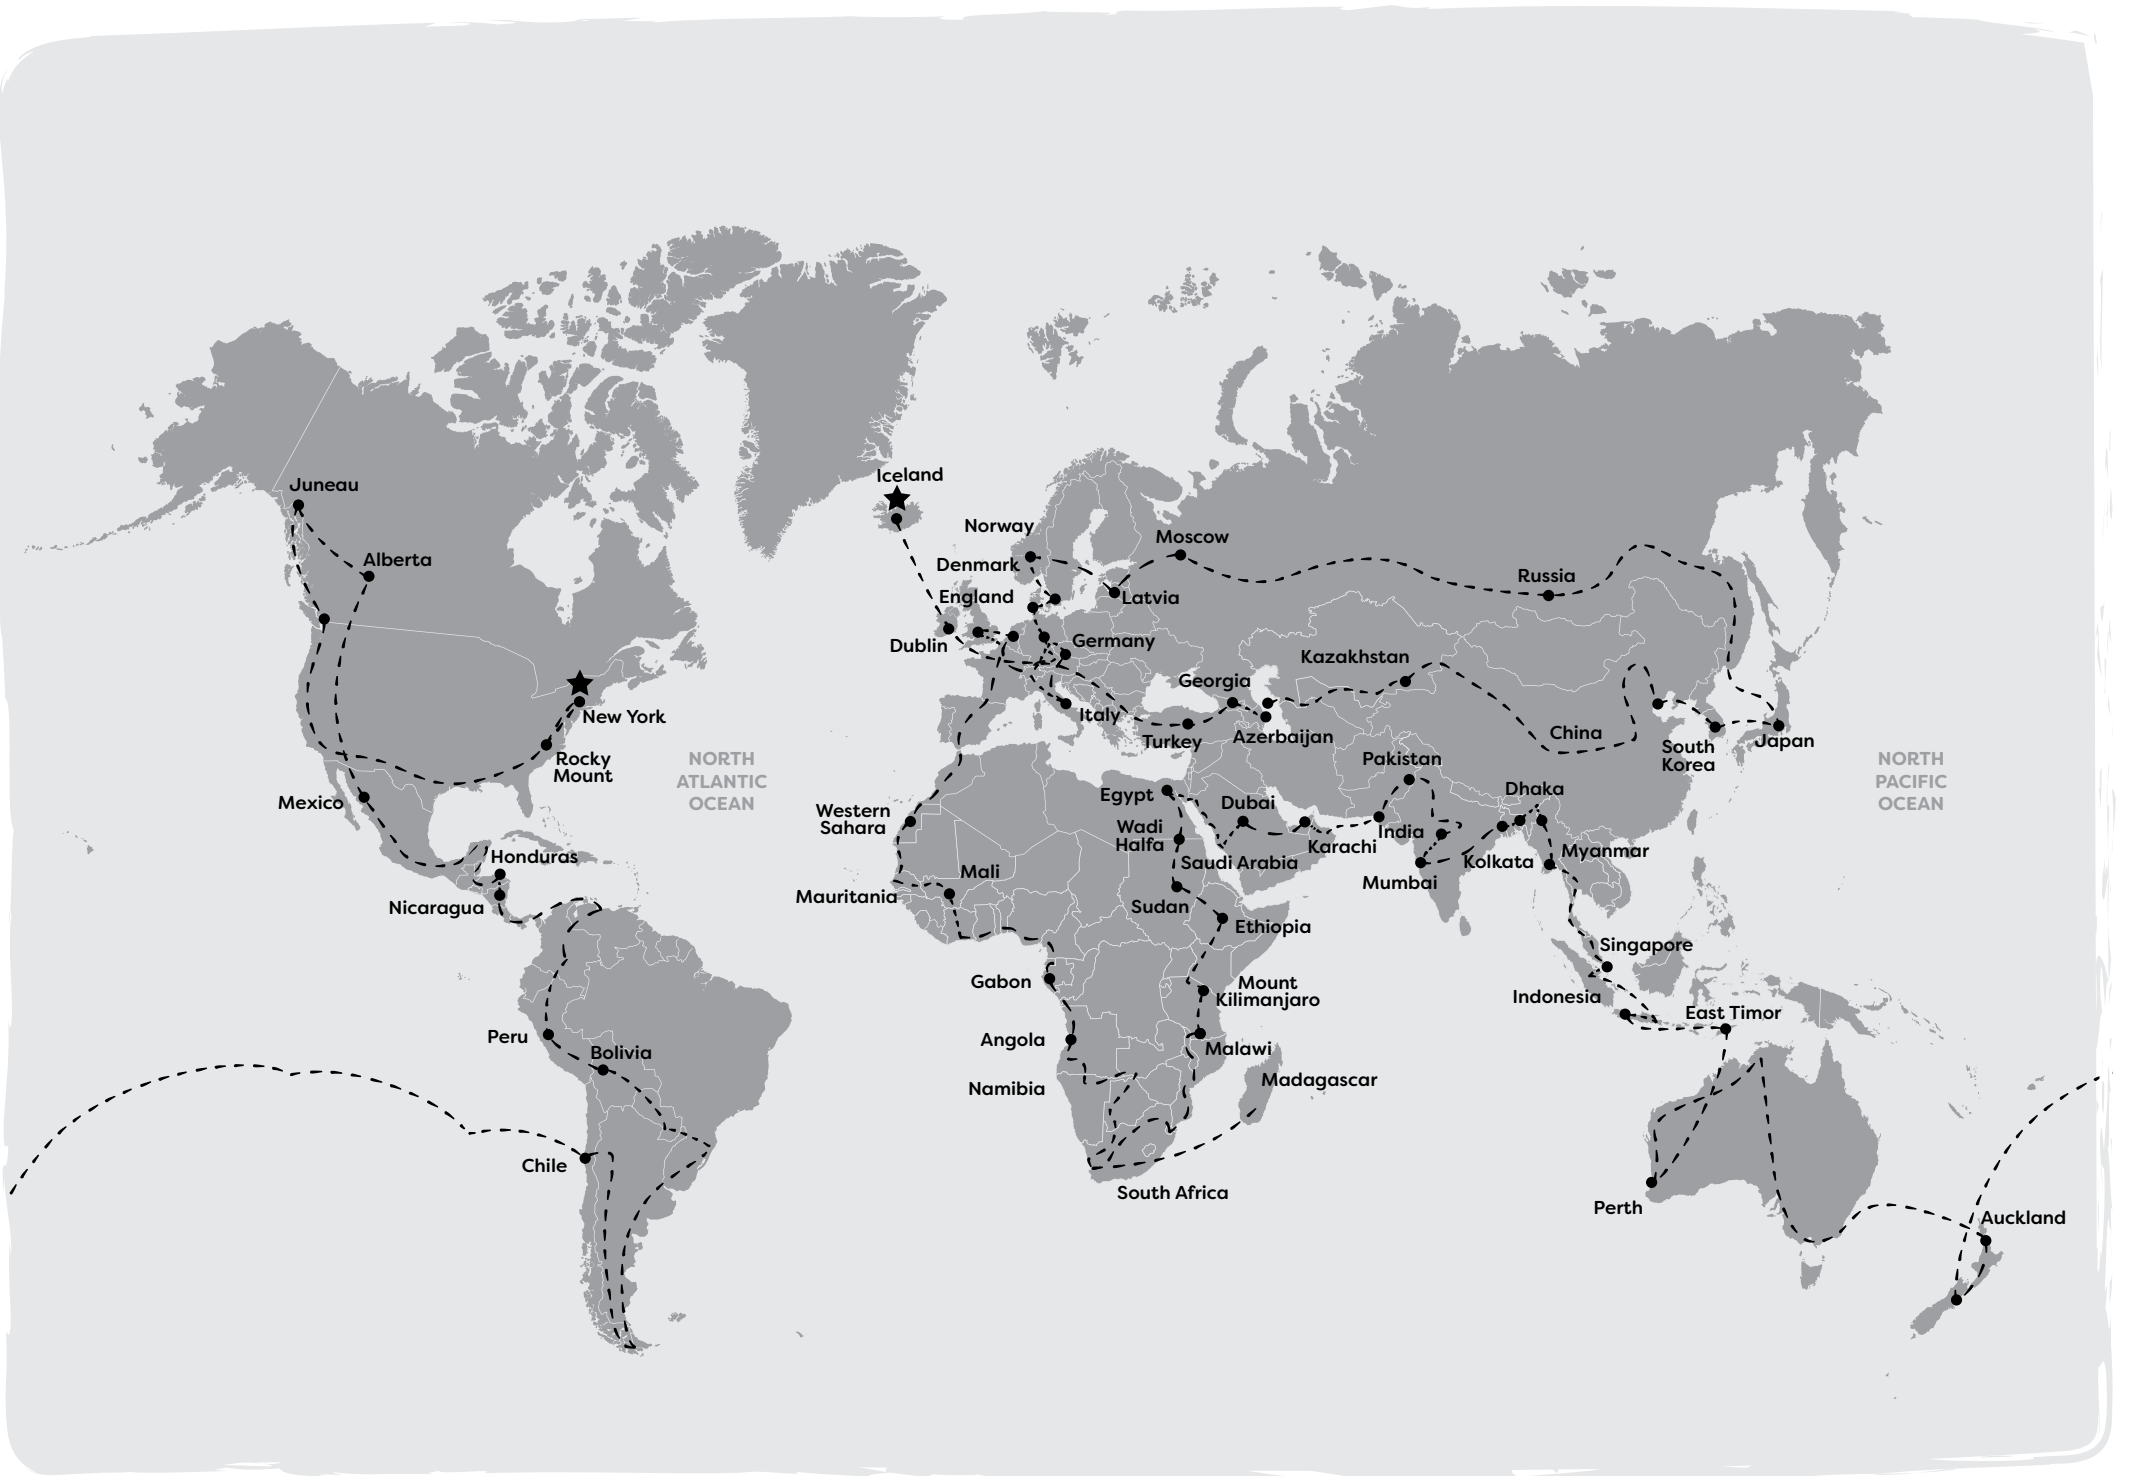 Iceland
Juneau
Norway
Moscow
Alberta
Denmark
Russia
England
Latvia
Dublin
Germany
Kazakhstan
Georgia
New York
Italy
Turkey
Azerbaijan
China
Japan
South
Korea
Rocky
Mount
NORTH
ATLANTIC
OCEAN
NORTH
PACIFIC
OCEAN
Pakistan
Mexico
Western
Sahara
Egypt
Dubai
Dhaka
Wadi
Halfa
India
Karachi
Honduras
Saudi Arabia
Kolkata
Myanmar
Mali
Mumbai
Mauritania
Nicaragua
Sudan
Ethiopia
Singapore
Gabon
Mount
Kilimanjaro
Indonesia
East Timor
Peru
Angola
Malawi
Bolivia
Namibia
Madagascar
Chile
South Africa
Perth
Auckland